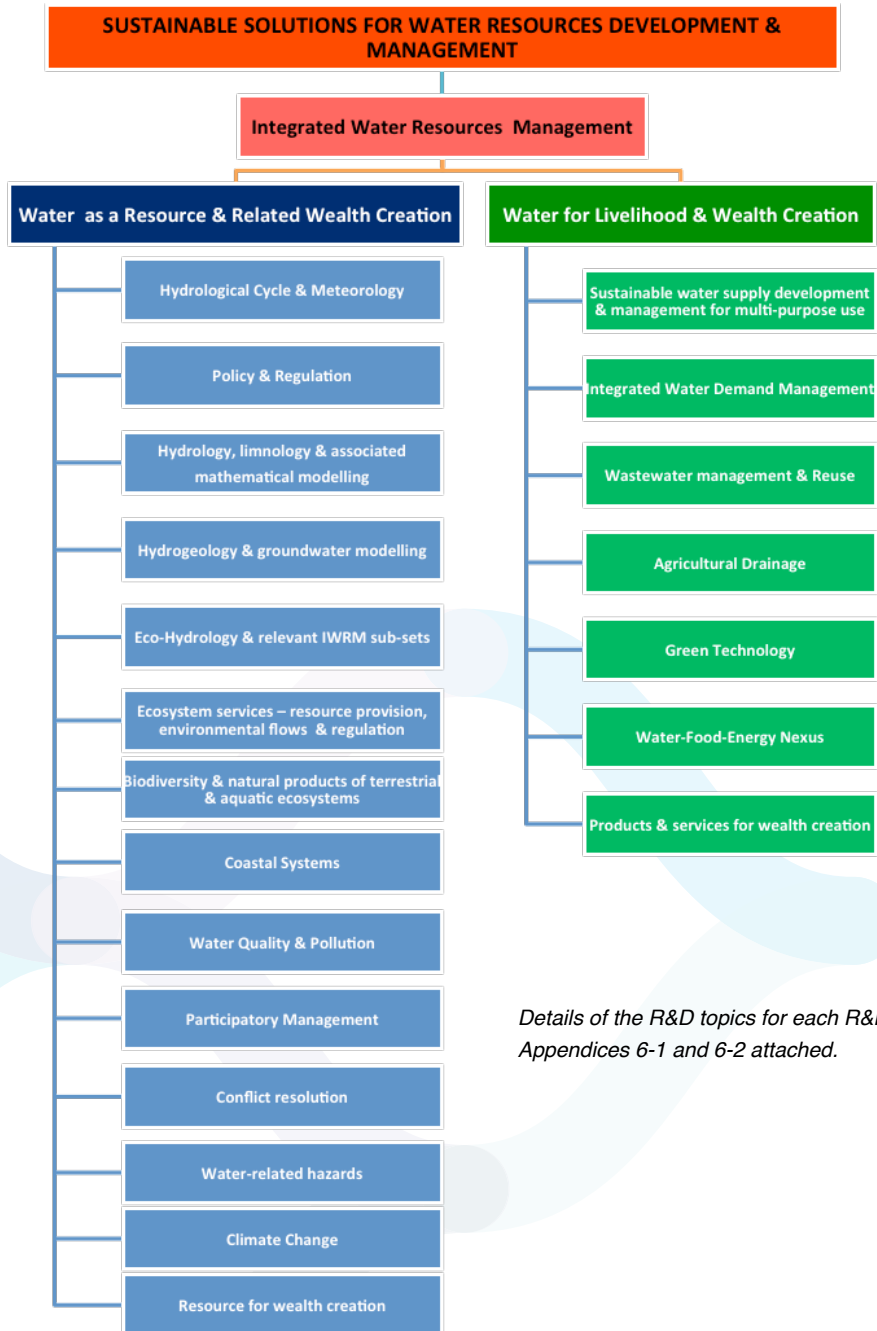 SUSTAINABLE SOLUTIONS FOR WATER RESOURCES DEVELOPMENT &
MANAGEMENT
Integrated Water Resources Management
Water as a Resource & Related Wealth Creation
Hydrological Cycle & Meteorology
Policy & Regulation
Hydrology, limnology & associated
mathematical modelling
Hydrogeology & groundwater modelling
Eco-Hydrology & relevant IWRM sub-sets
Ecosystem services – resource provision,
environmental flows & regulation
Biodiversity & natural products of terrestrial
& aquatic ecosystems
Coastal Systems
Water Quality & Pollution
Participatory Management
Conflict resolution
Water-related hazards
Climate Change
Resource for wealth creation
Water for Livelihood & Wealth Creation
Sustainable water supply development
& management for multi-purpose use
Integrated Water Demand Management
Wastewater management & Reuse
Agricultural Drainage
Green Technology
Water-Food-Energy Nexus
Products & services for wealth creation
Details of the R&D topics for each
Appendices 6-1 and 6-2 attached.